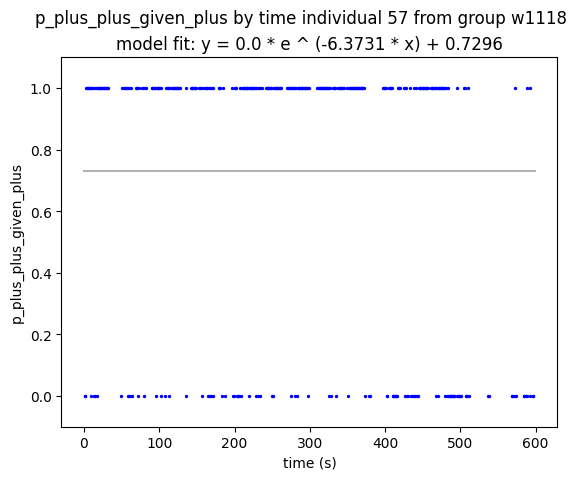 p_plus_plus_given_plus by time individual 57 from group w1118
model fit: y = 0.0 * e ^ (-6.3731 * x) + 0.7296
1.0
0.8
0.6
0.4
0.2
0.0
p_plus_plus_given_plus
0 100 200 300 400 500 600
time (s)